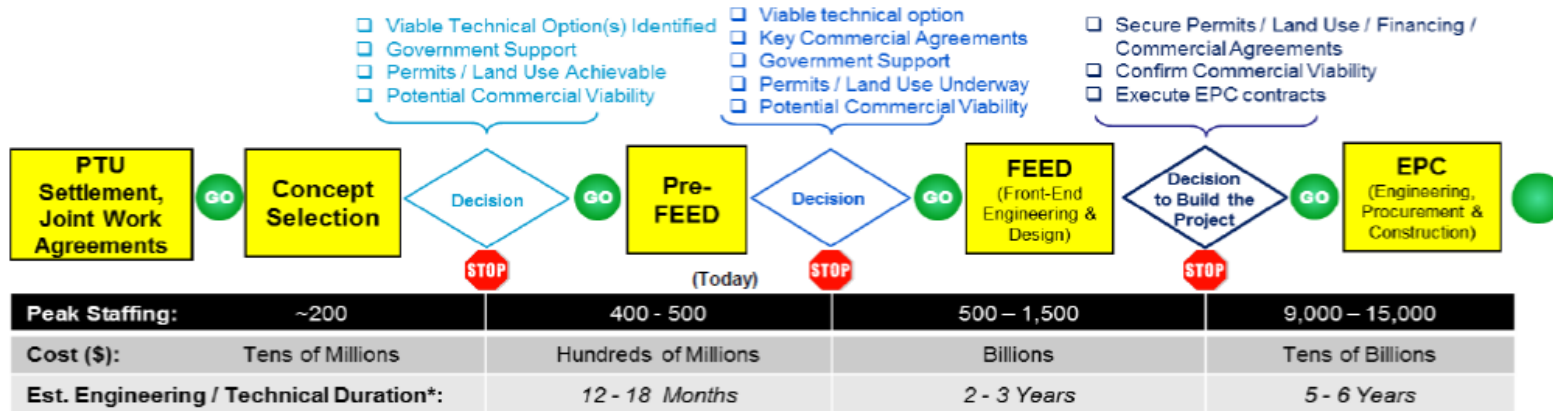 ❑ Viable Technical Option(s) Identified
❑ Government Support
❑ Permits / Land Use Achievable
❑ Potential Commercial Viability
❑ Viable technical option
❑ Key Commercial Agreements
❑ Government Support
❑ Permits / Land Use Underway
❑ Potential Commercial Viability
❑ Secure Permits / Land Use / Financing /
Commercial Agreements
❑ Confirm Commercial Viability
❑ Execute EPC contracts
PTU
Settlement,
Joint Work
Agreements
GO
Concept
Selection
Decision
STOP
GO
Pre-
FEED
(Today)
Decision
STOP
GO
FEED
(Front-End
Engineering &
Design)
Decision
to Build the
Project
STOP
GO
EPC
(Engineering,
Procurement &
Construction)
Peak Staffing: ~200 400 - 500 500 – 1,500 9,000 – 15,000
Cost ($): Tens of Millions Hundreds of Millions Billions Tens of Billions
Est. Engineering / Technical Duration*: 12 - 18 Months 2 - 3 Years 5 - 6 Years